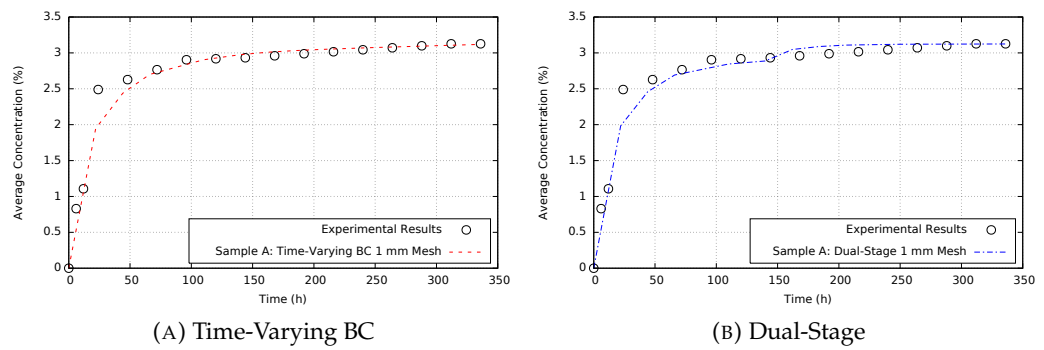 3.5
3
2.5
2
1.5
1
0.5
0
Average Concentration (%)
Experimental Results
Sample A: Time-Varying BC 1 mm Mesh
0 50 100 150 200 250 300 350
Time (h)
(A) Time-Varying BC
3.5
3
2.5
2
1.5
1
0.5
0
Average Concentration (%)
Experimental Results
Sample A: Dual-Stage 1 mm Mesh
0 50 100 150 200 250 300 350
Time (h)
(B) Dual-Stage